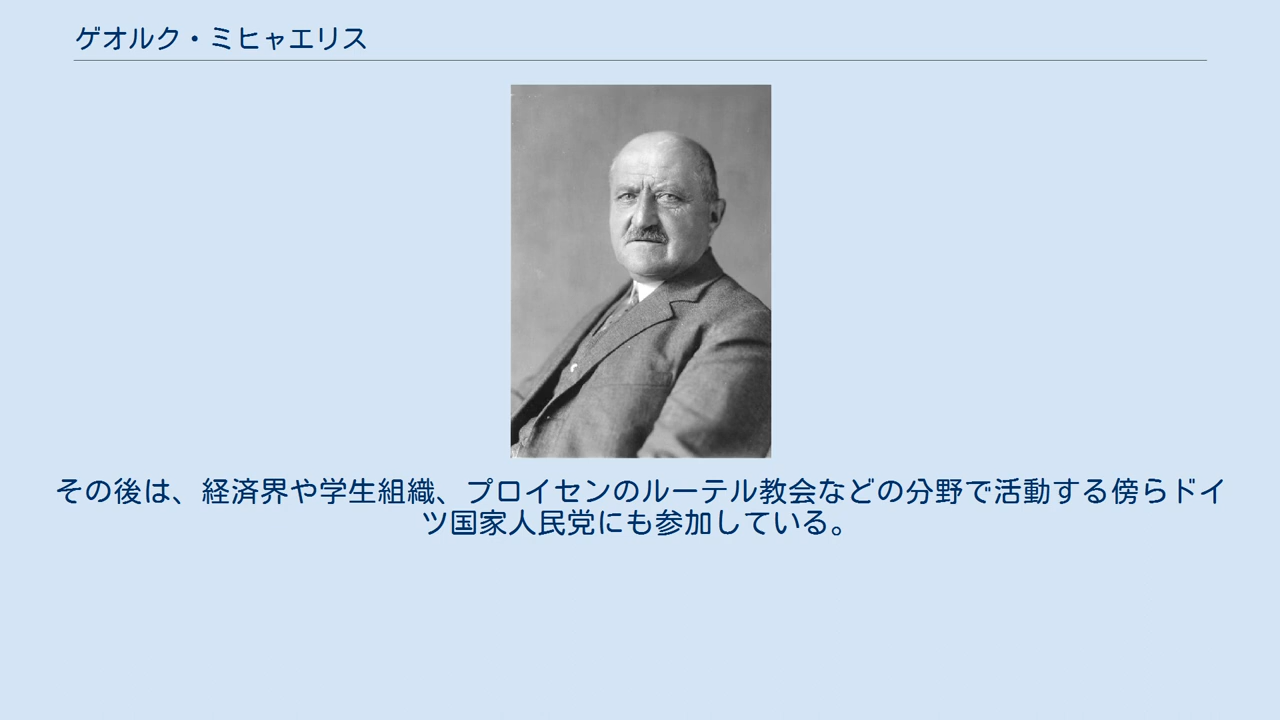 ゲオルク・ミヒャエリス
その後は、経済界や学生組織、プロイセンのルーテル教会などの分野で活動する傍らドイ
ツ国家人民党にも参加している。